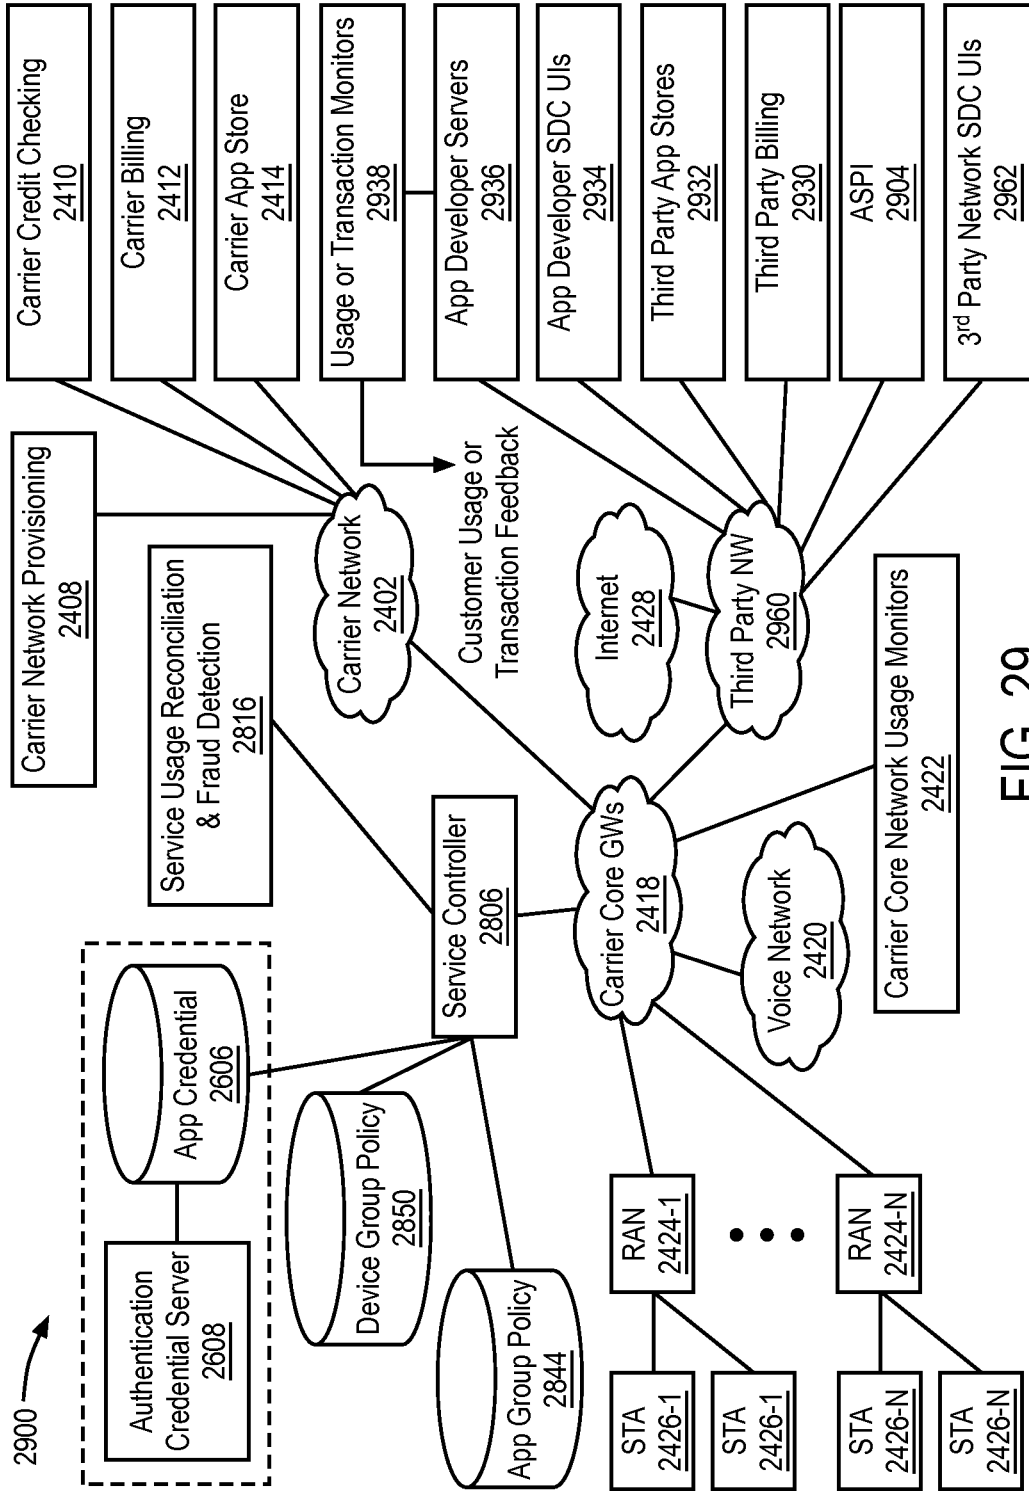 2900
Authentication
Credential Server
2608
App Credential
2606
Device Group Policy
2850
App Group Policy
2844
STA
2426-1
STA
2426-1
STA
2426-N
STA
2426-N
RAN
2424-1
RAN
2424-N
Service Usage Reconciliation
& Fraud Detection
2816
Service Controller
2806
Carrier Core GWs
2418
Voice Network
2420
Carrier Core Network Usage Monitors
2422
Carrier Network Provisioning
2408
Carrier Network
2402
Customer Usage or
Transaction Feedback
Internet
2428
Third Party NW
2960
Carrier Credit Checking
2410
Carrier Billing
2412
Carrier App Store
2414
Usage or Transaction Monitors
2938
App Developer Servers
2936
App Developer SDC UIs
2934
Third Party App Stores
2932
Third Party Billing
2930
ASPI
2904
3rd Party Network SDC UIs
2962
FIG. 29